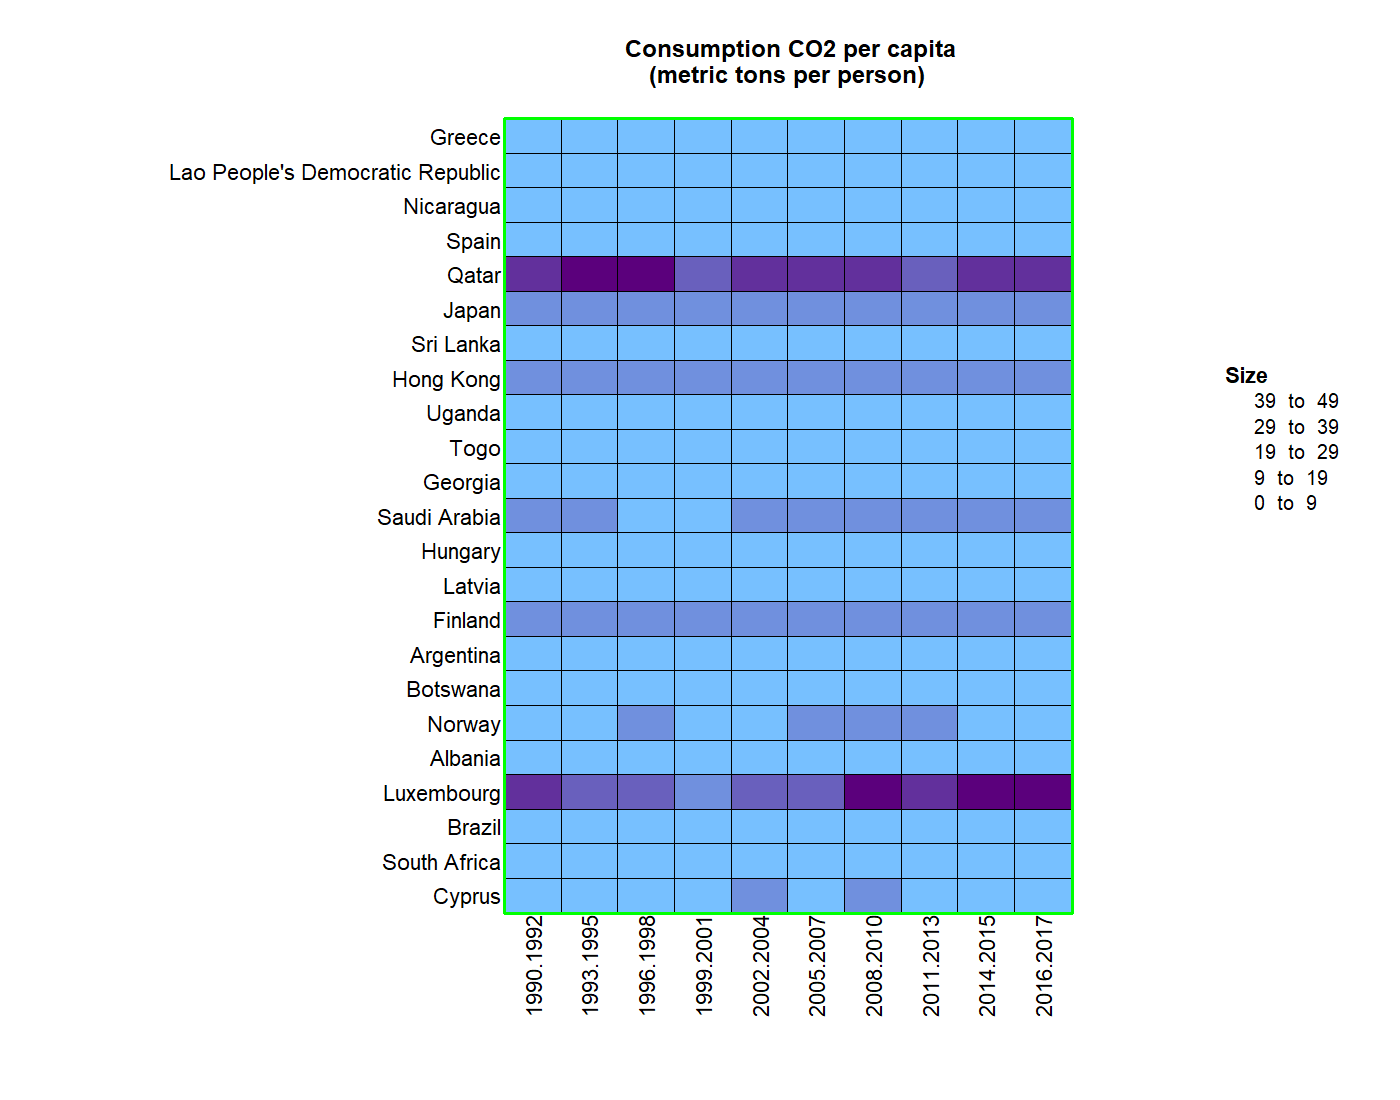 Consumption CO2 per capita
(metric tons per person)
Greece
Lao People's Democratic Republic
Nicaragua
Spain
Qatar
Japan
Sri Lanka
Hong Kong
Uganda
Togo
Georgia
Saudi Arabia
Hungary
Latvia
Finland
Argentina
Botswana
Norway
Albania
Luxembourg
Brazil
South Africa
Cyprus
1990.1992
1993.1995
1996.1998
1999.2001
2002.2004
2005.2007
2008.2010
2011.2013
2014.2015
2016.2017
Size
39 to 49
29 to 39
19 to 29
9 to 19
0 to 9